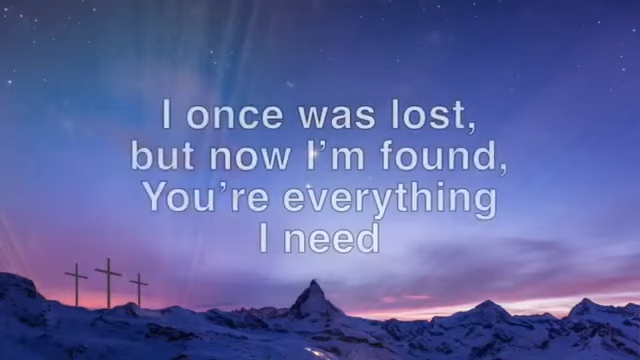 I once was lost,
but now I’m found,
You’re everything
I need